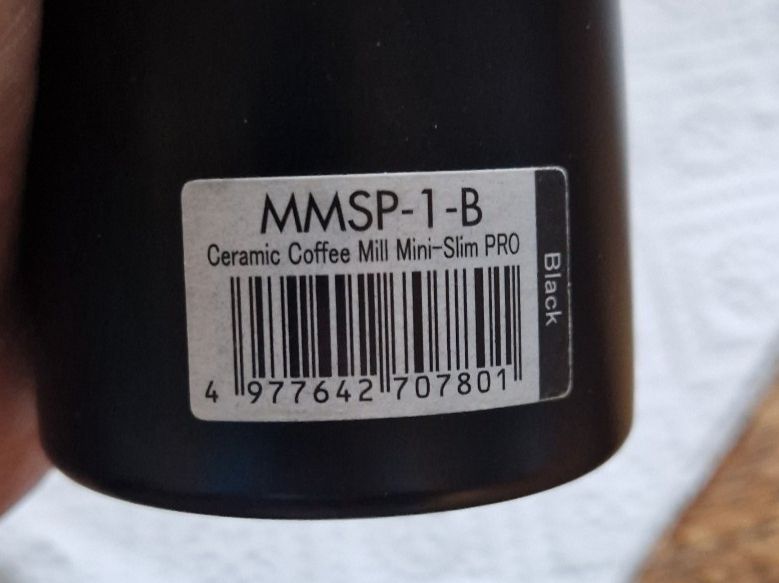 MMSP-1-B
Ceramic Coffee Mill Mini-Slim PRO
Black
4 977642 707801